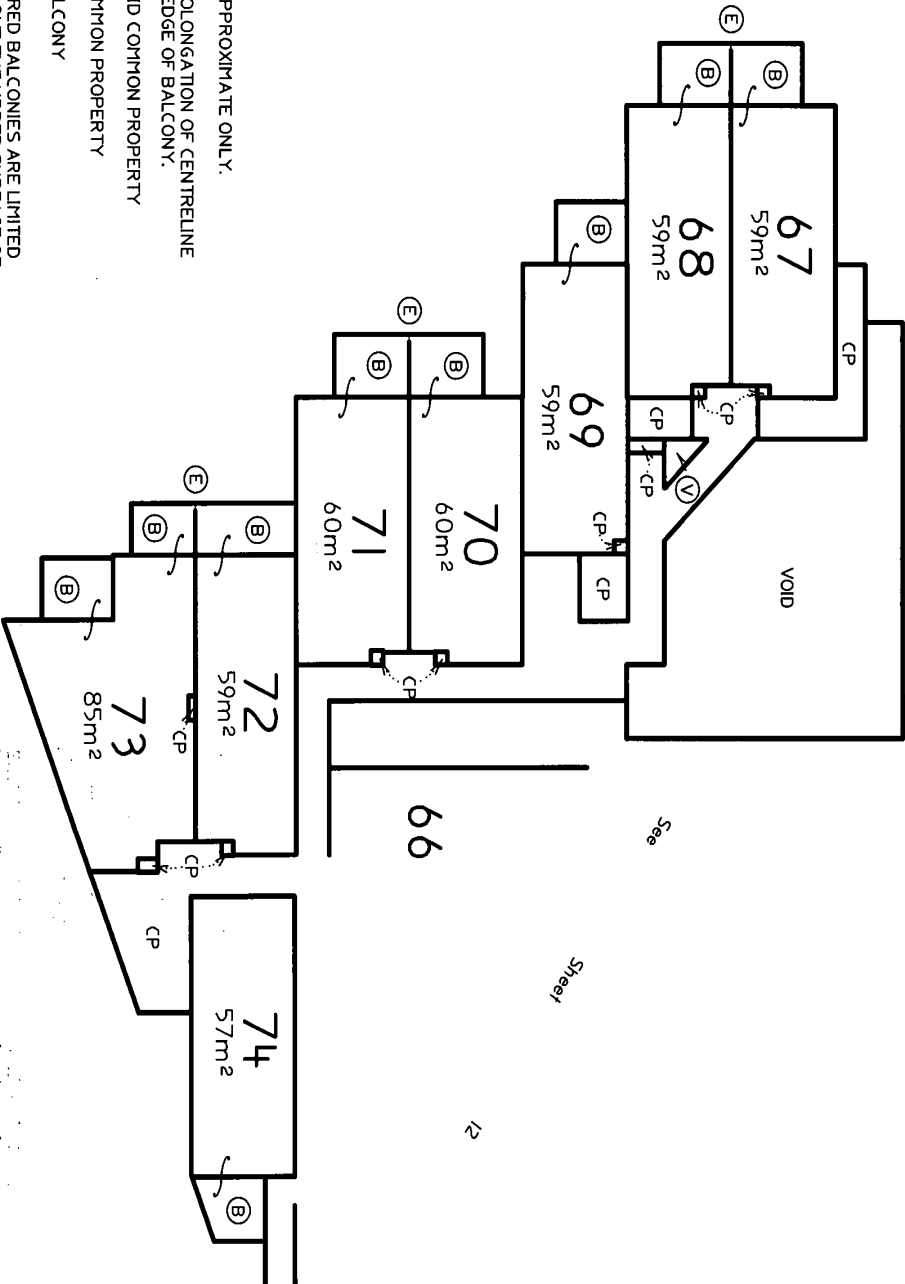 PPROXIMATE ONLY.
OLONGATION OF CENTRELINE
EDGE OF BALCONY.
ID COMMON PROPERTY
MMON PROPERTY
LCONY
RED BALCONIES ARE LIMITED
E
B
B
67
59m²
68
59m²
CP
CP
CP
CP
V
VOID
B
69
59m²
CP
CP
E
B
B
70
60m²
71
60m²
CP
E
B
B
B
72
59m²
73
85m²
CP
CP
CP
66
See
Sheet
12
74
57m²
B